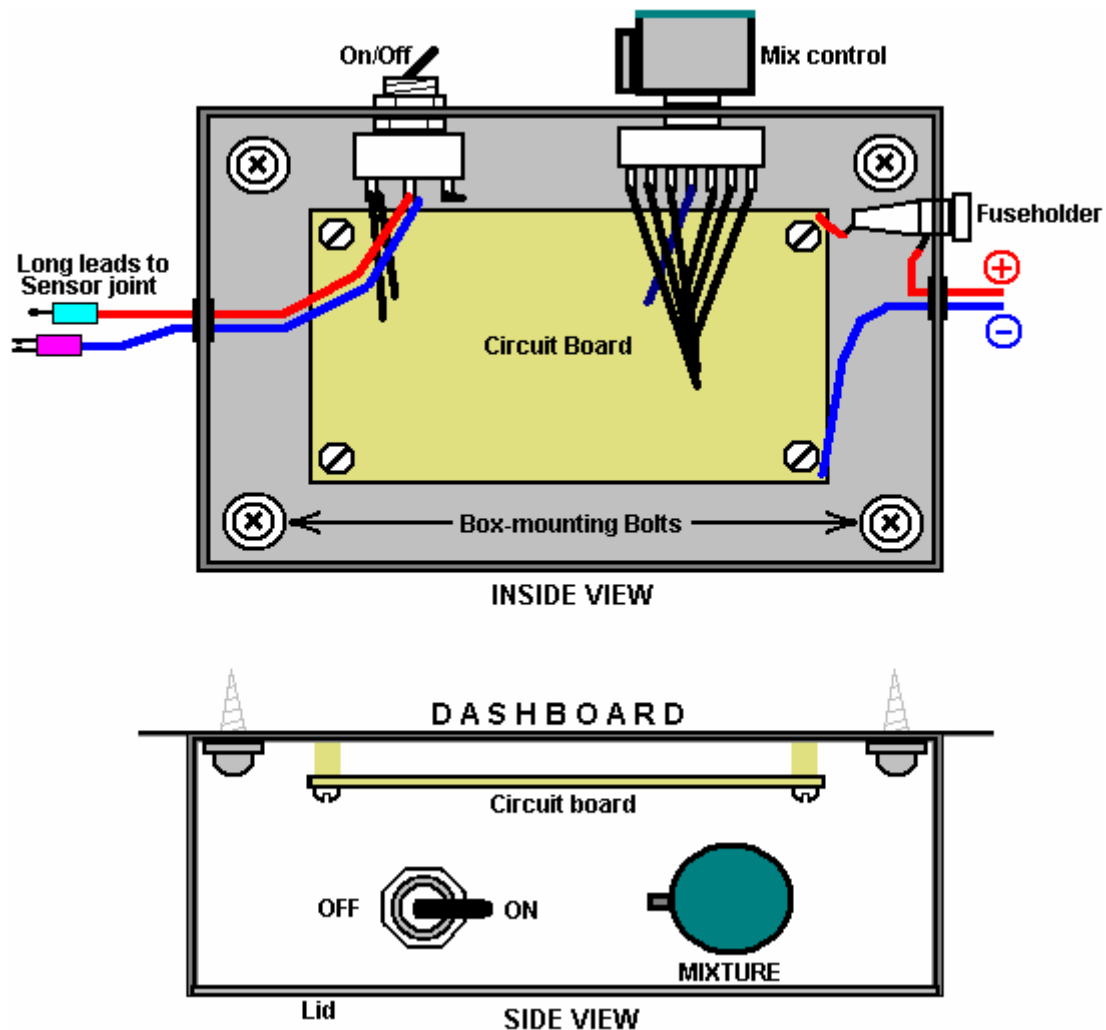 On/Off
Mix control
Fuseholder
Long leads to
Sensor joint
+
−
Circuit Board
Box-mounting Bolts
INSIDE VIEW
DASHBOARD
Circuit board
OFF
ON
MIXTURE
Lid
SIDE VIEW